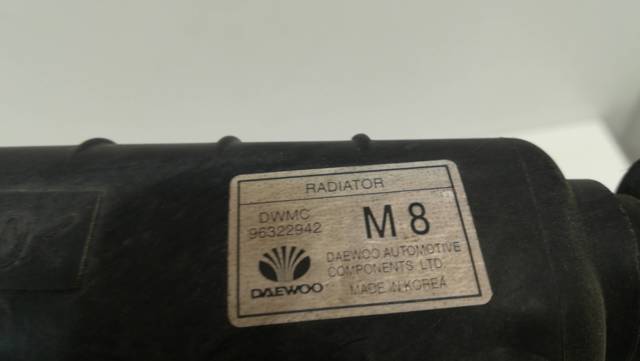 RADIATOR
DWMC
96322942
M 8
DAEWOO AUTOMOTIVE
COMPONENTS. LTD.
DAEWOO
MADE IN KOREA